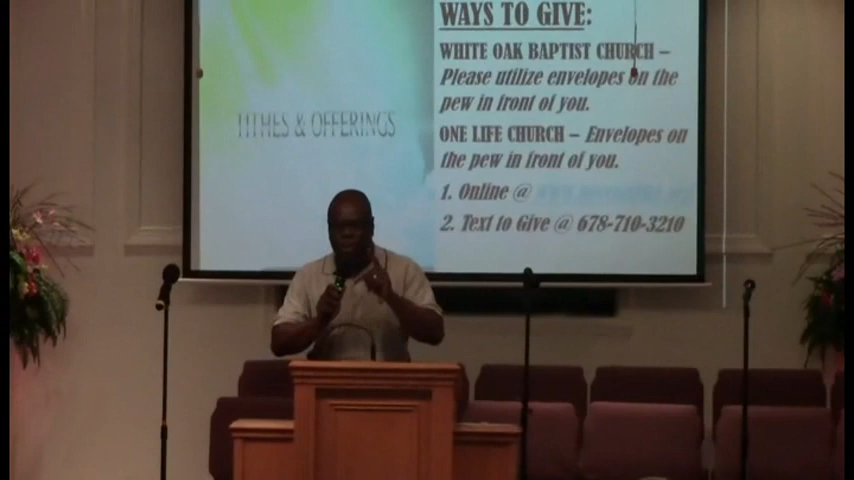 WAYS TO GIVE:
WHITE OAK BAPTIST CHURCH –
Please utilize envelopes on the
pew in front of you.
TITHES & OFFERINGS
ONE LIFE CHURCH – Envelopes on
the pew in front of you.
1. Online @
2. Text to Give @ 678-710-3210